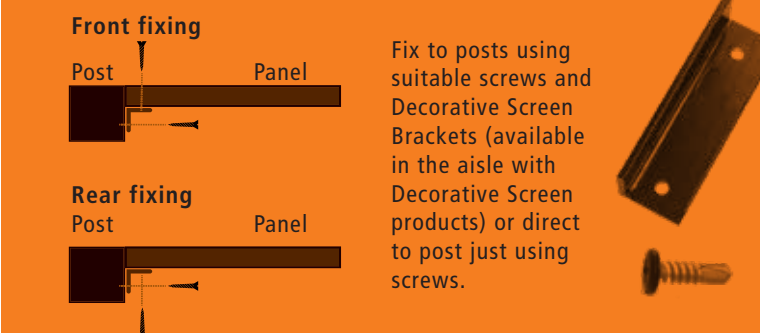 Front fixing
Post Panel
Rear fixing
Post Panel
Fix to posts using
suitable screws and
Decorative Screen
Brackets (available
in the aisle with
Decorative Screen
products) or direct
to post just using
screws.